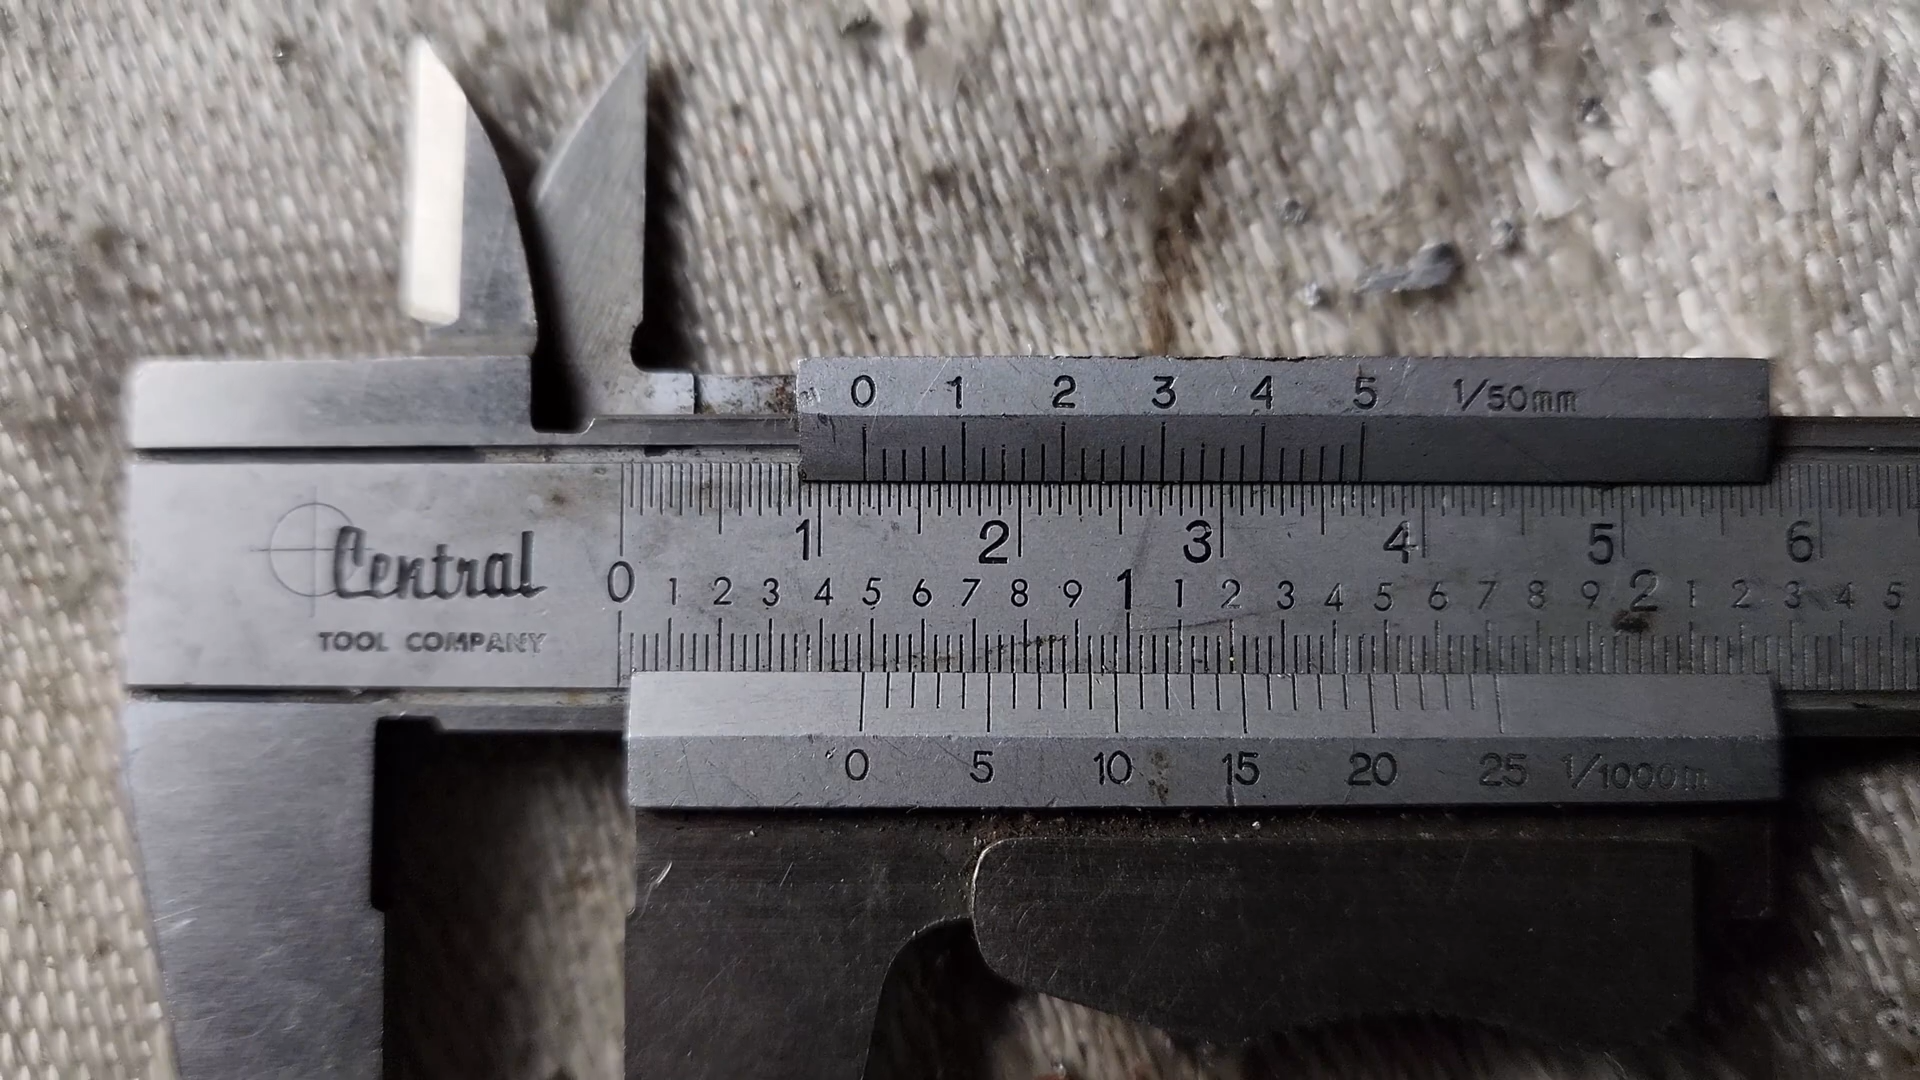 0 1 2 3 4 5 1/50mm
1 2 3 4 5 6
Central
0 1 2 3 4 5 6 7 8 9 1 1 2 3 4 5 6 7 8 9 2 1 2 3 4 5
TOOL COMPANY
0 5 10 15 20 25 1/1000in